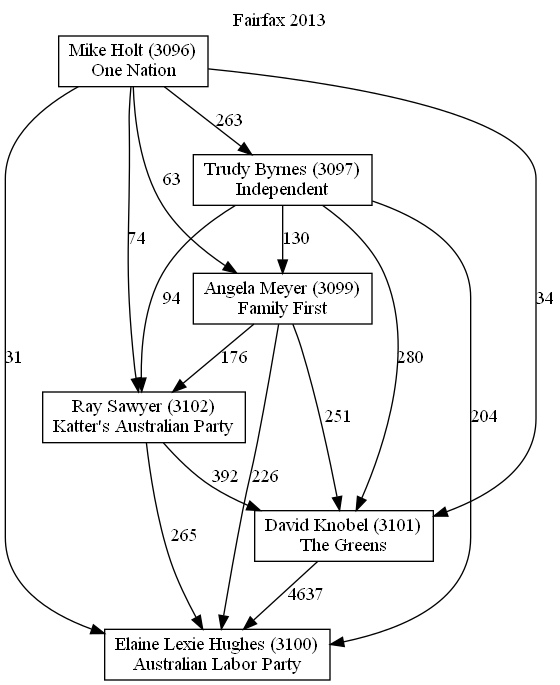 Fairfax 2013
Mike Holt (3096)
One Nation
263
Trudy Byrnes (3097)
Independent
63
74
130
94
Angela Meyer (3099)
Family First
34
31
176
280
Ray Sawyer (3102)
Katter's Australian Party
251
204
392
226
265
David Knobel (3101)
The Greens
4637
Elaine Lexie Hughes (3100)
Australian Labor Party